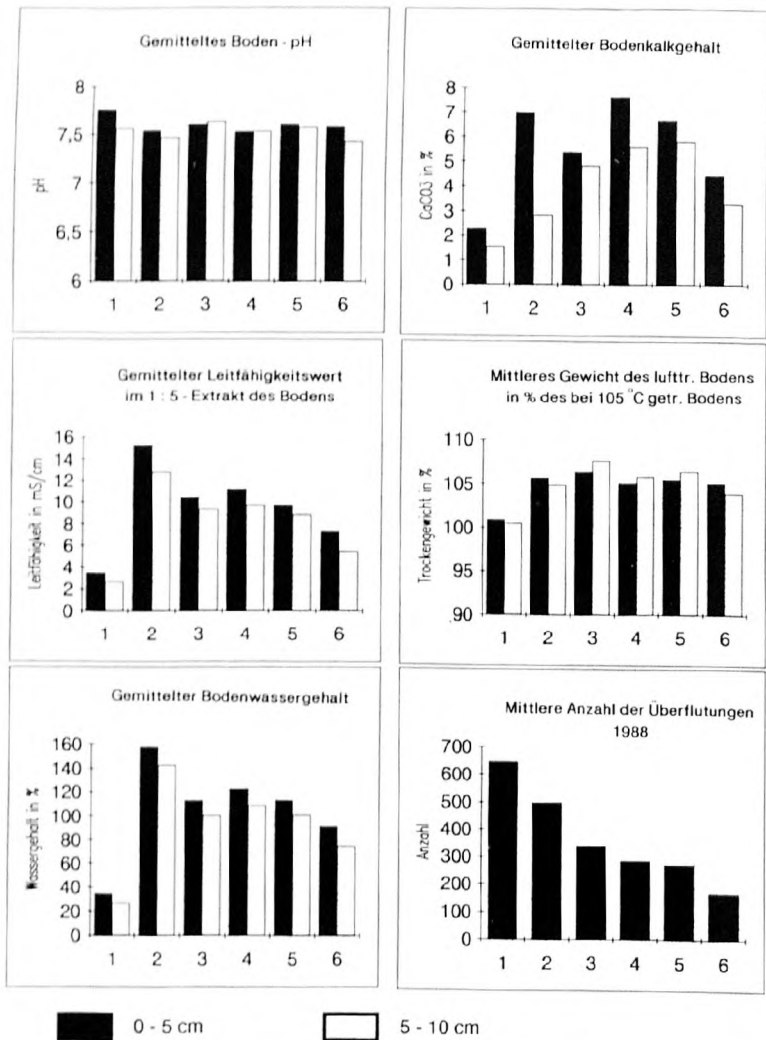 Gemitteltes Boden - pH
8
7,5
7
6,5
6
pH
1 2 3 4 5 6
Gemittelter Bodenkalkgehalt
8
7
6
5
4
3
2
1
0
CaCO3 in %
1 2 3 4 5 6
Gemittelter Leitfähigkeitswert
im 1 : 5 - Extrakt des Bodens
16
14
12
10
8
6
4
2
0
Leitfähigkeit in mS/cm
1 2 3 4 5 6
Mittleres Gewicht des lufttr. Bodens
in % des bei 105 °C getr. Bodens
110
105
100
95
90
Trockengewicht in %
1 2 3 4 5 6
Gemittelter Bodenwassergehalt
160
140
120
100
80
60
40
20
0
Wassergehalt in %
1 2 3 4 5 6
Mittlere Anzahl der Überflutungen
1988
700
600
500
400
300
200
100
0
Anzahl
1 2 3 4 5 6
0 - 5 cm
5 - 10 cm